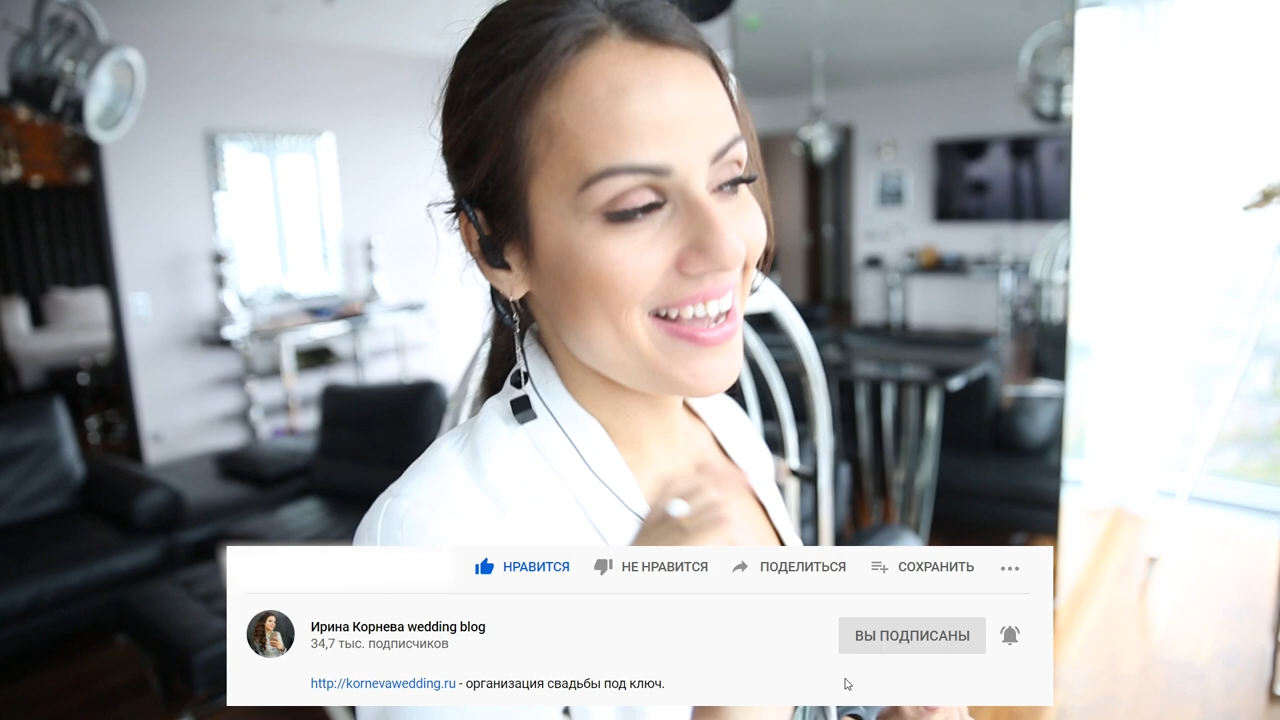 НРАВИТСЯ НЕ НРАВИТСЯ ПОДЕЛИТЬСЯ СОХРАНИТЬ
Ирина Корнева wedding blog
34,7 тыс. подписчиков
ВЫ ПОДПИСАНЫ
http://kornevawedding.ru - организация свадьбы под ключ.